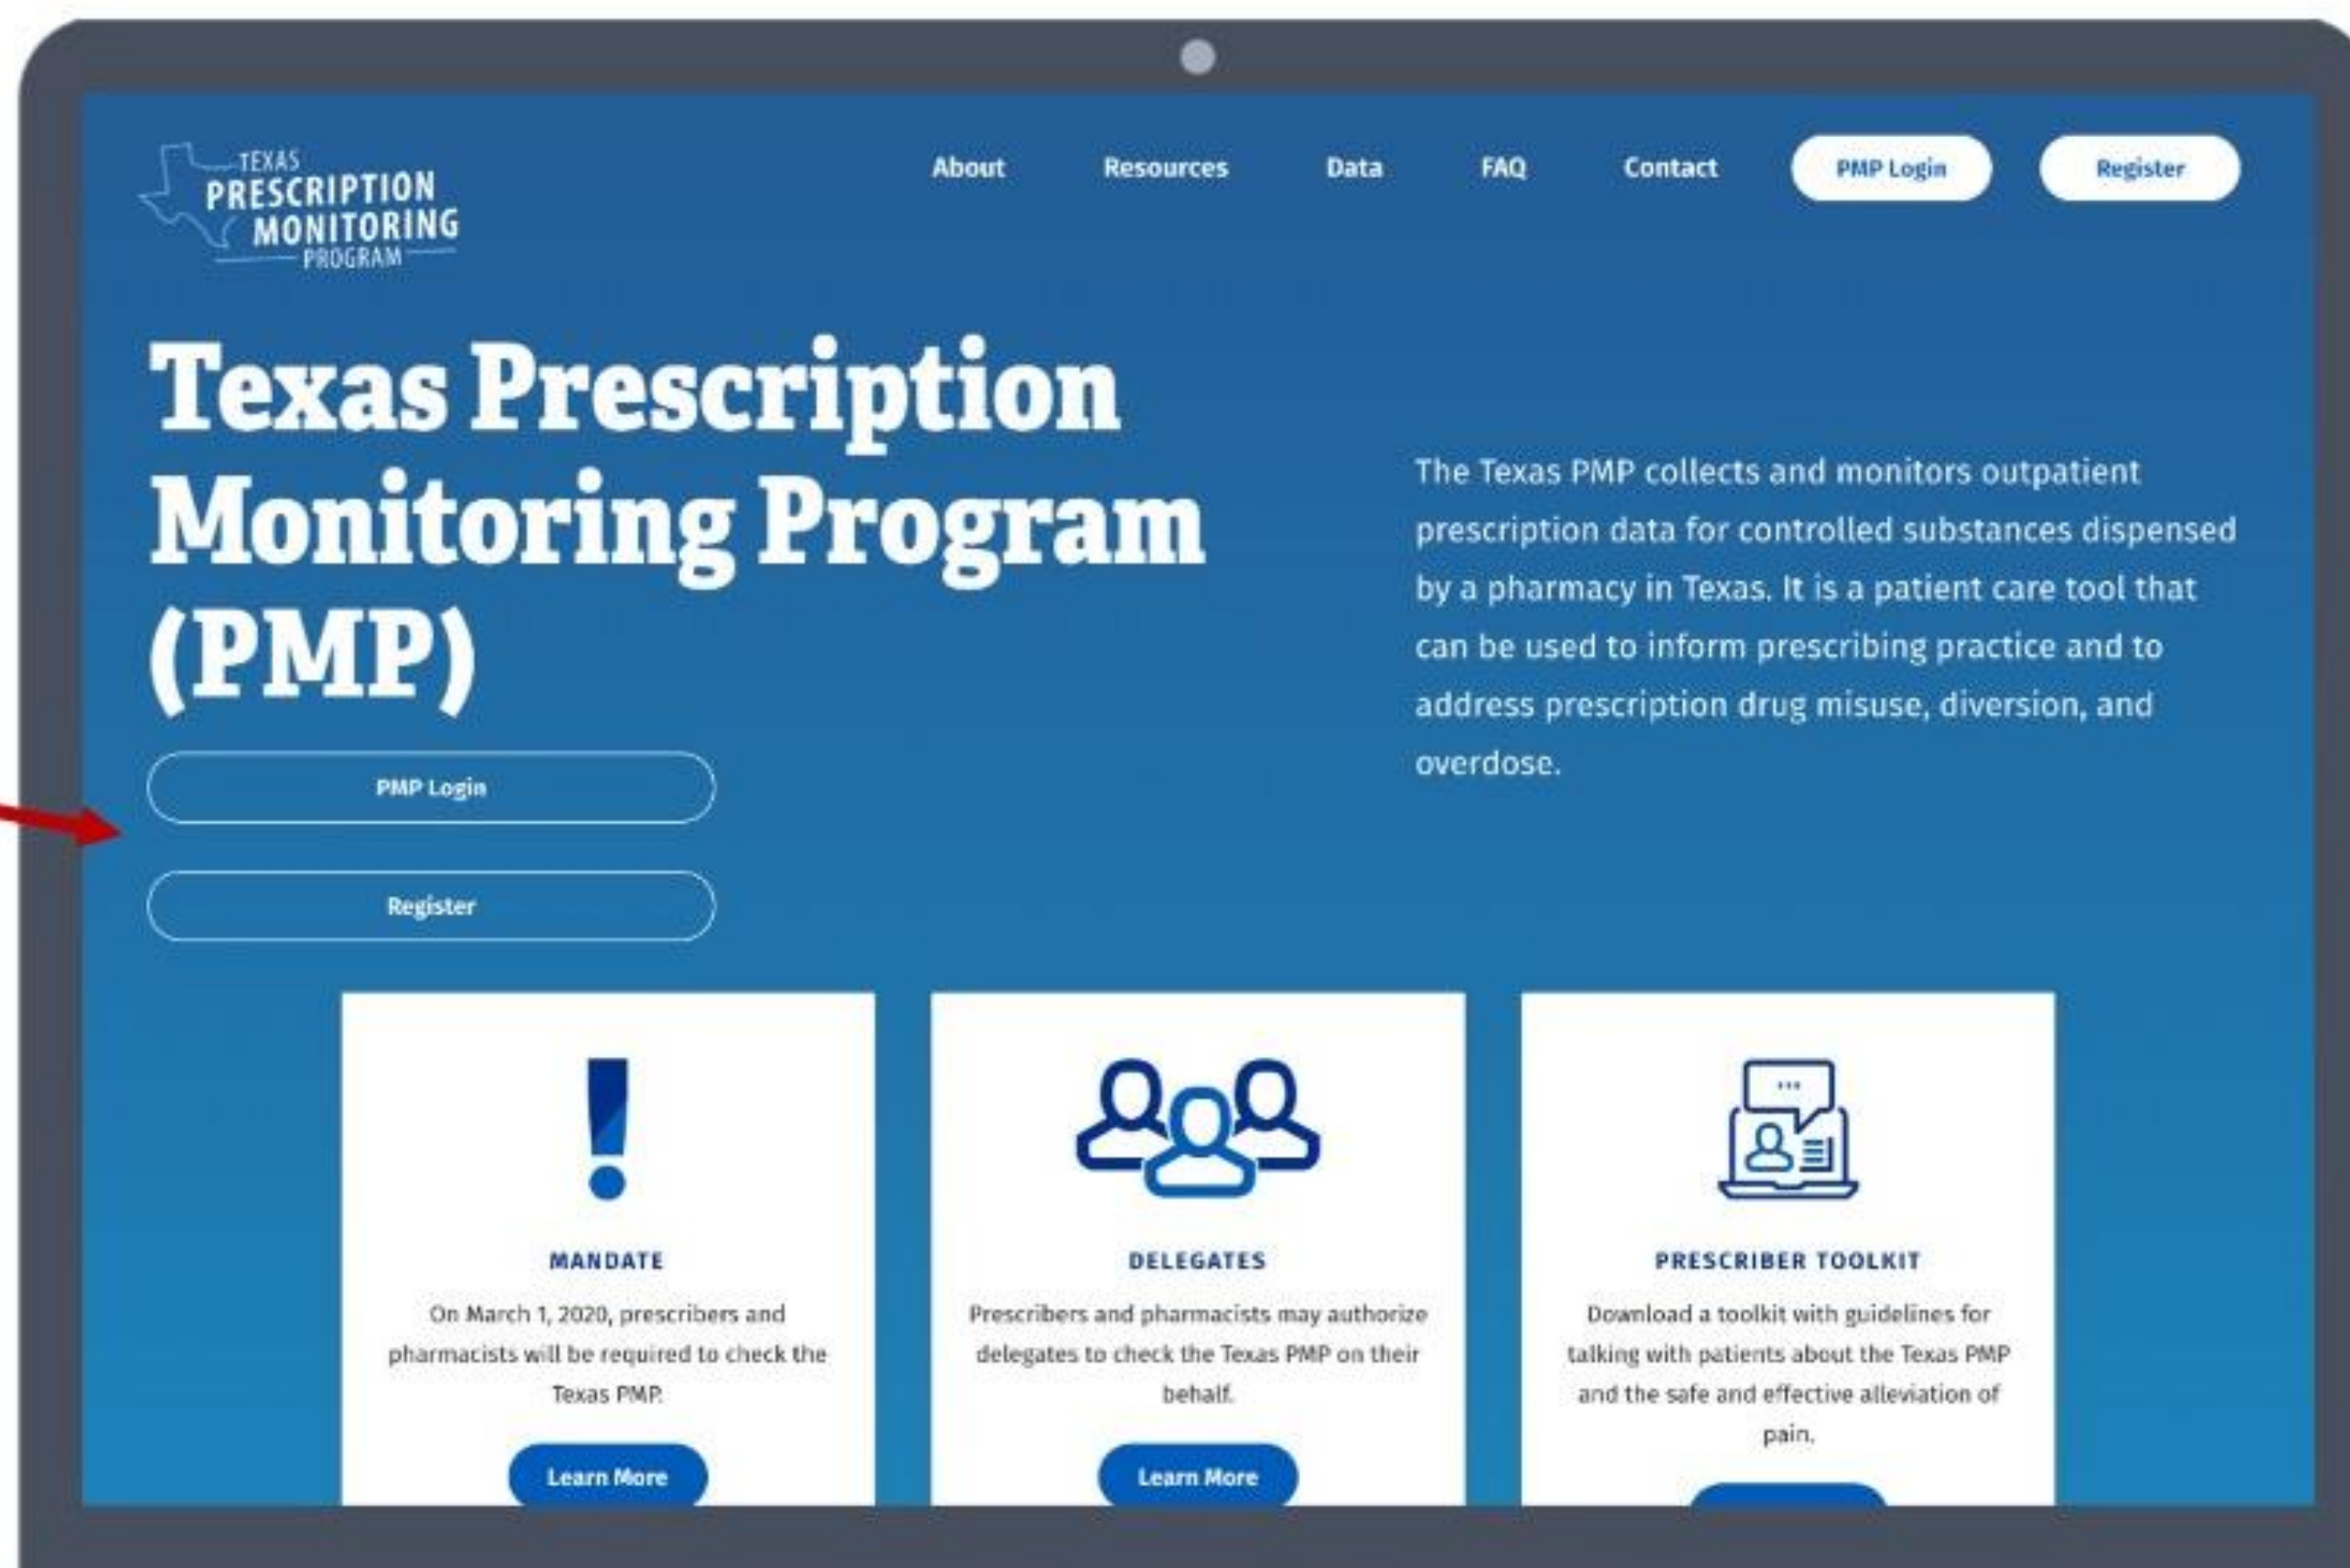 TEXAS
PRESCRIPTION
MONITORING
PROGRAM
About
Resources
Data
FAQ
Contact
PMP Login
Register
Texas Prescription
Monitoring Program
(PMP)
The Texas PMP collects and monitors outpatient
prescription data for controlled substances dispensed
by a pharmacy in Texas. It is a patient care tool that
can be used to inform prescribing practice and to
address prescription drug misuse, diversion, and
overdose.
PMP Login
Register
MANDATE
On March 1, 2020, prescribers and
pharmacists will be required to check the
Texas PMP.
Learn More
DELEGATES
Prescribers and pharmacists may authorize
delegates to check the Texas PMP on their
behalf.
Learn More
PRESCRIBER TOOLKIT
Download a toolkit with guidelines for
talking with patients about the Texas PMP
and the safe and effective alleviation of
pain.